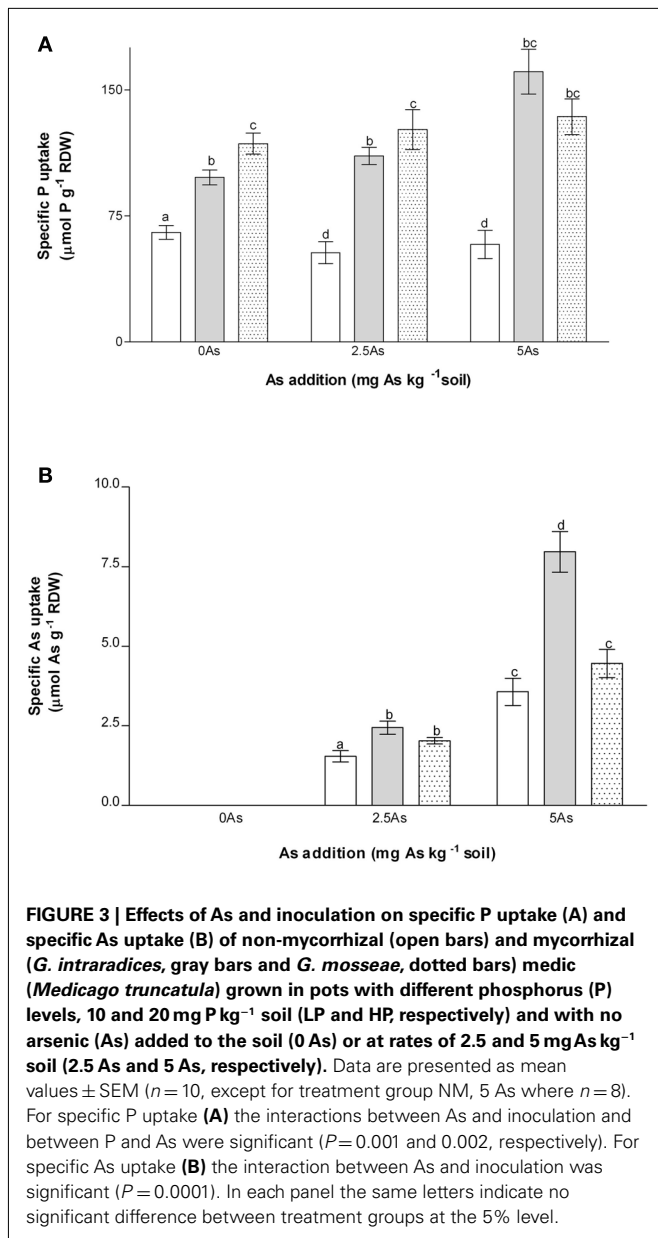 A
Specific P uptake
(μmol P g⁻¹ RDW)
150
75
0
a
b
c
d
b
c
d
bc
bc
0As
2.5As
5As
As addition (mg As kg ⁻¹ soil)
B
Specific As uptake
(μmol As g⁻¹ RDW)
10.0
7.5
5.0
2.5
0.0
a
b
b
c
d
c
0As
2.5As
5As
As addition (mg As kg ⁻¹ soil)
FIGURE 3 | Effects of As and inoculation on specific P uptake (A) and
specific As uptake (B) of non-mycorrhizal (open bars) and mycorrhizal
(G. intraradices, gray bars and G. mosseae, dotted bars) medic
(Medicago truncatula) grown in pots with different phosphorus (P)
levels, 10 and 20 mg P kg⁻¹ soil (LP and HP, respectively) and with no
arsenic (As) added to the soil (0 As) or at rates of 2.5 and 5 mg As kg⁻¹
soil (2.5 As and 5 As, respectively). Data are presented as mean
values ± SEM (n = 10, except for treatment group NM, 5 As where n = 8).
For specific P uptake (A) the interactions between As and inoculation and
between P and As were significant (P = 0.001 and 0.002, respectively). For
specific As uptake (B) the interaction between As and inoculation was
significant (P = 0.0001). In each panel the same letters indicate no
significant difference between treatment groups at the 5% level.